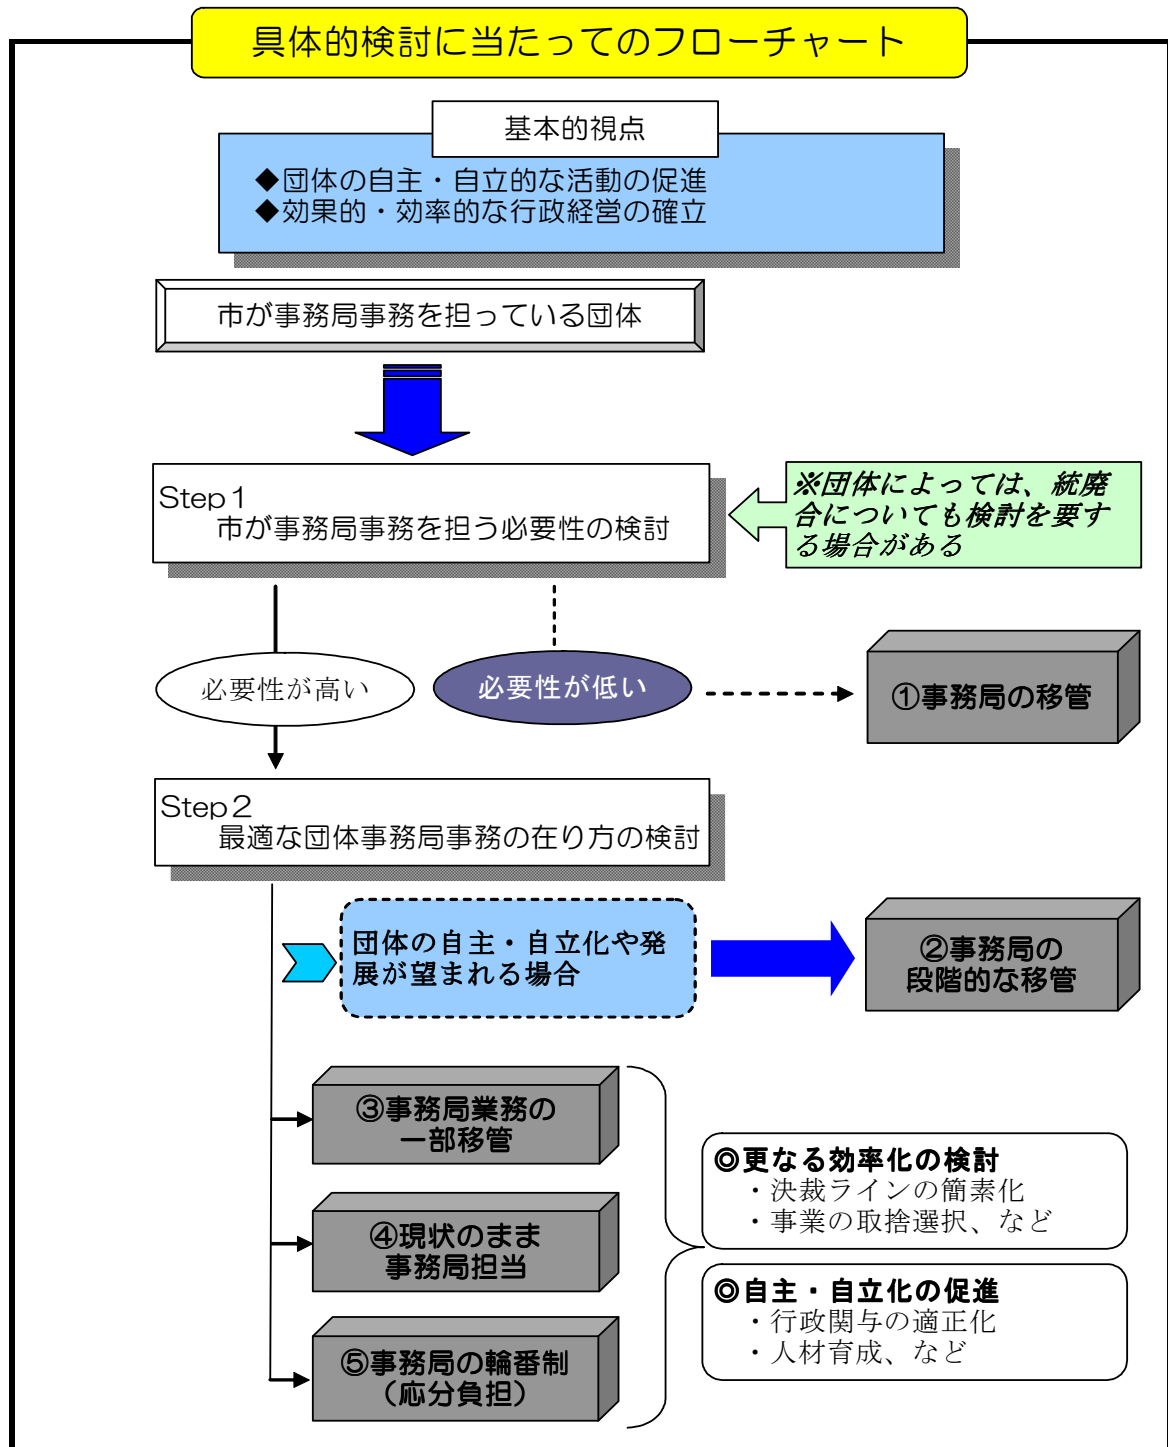 具体的検討に当たってのフローチャート
基本的視点
◆団体の自主・自立的な活動の促進
◆効果的・効率的な行政経営の確立
市が事務局事務を担っている団体
Step１
市が事務局事務を担う必要性の検討
※団体によっては、統廃
合についても検討を要す
る場合がある
必要性が高い
必要性が低い
①事務局の移管
Step２
最適な団体事務局事務の在り方の検討
団体の自主・自立化や発
展が望まれる場合
②事務局の
段階的な移管
③事務局業務の
一部移管
④現状のまま
事務局担当
⑤事務局の輪番制
（応分負担）
◎更なる効率化の検討
・決裁ラインの簡素化
・事業の取捨選択、など
◎自主・自立化の促進
・行政関与の適正化
・人材育成、など